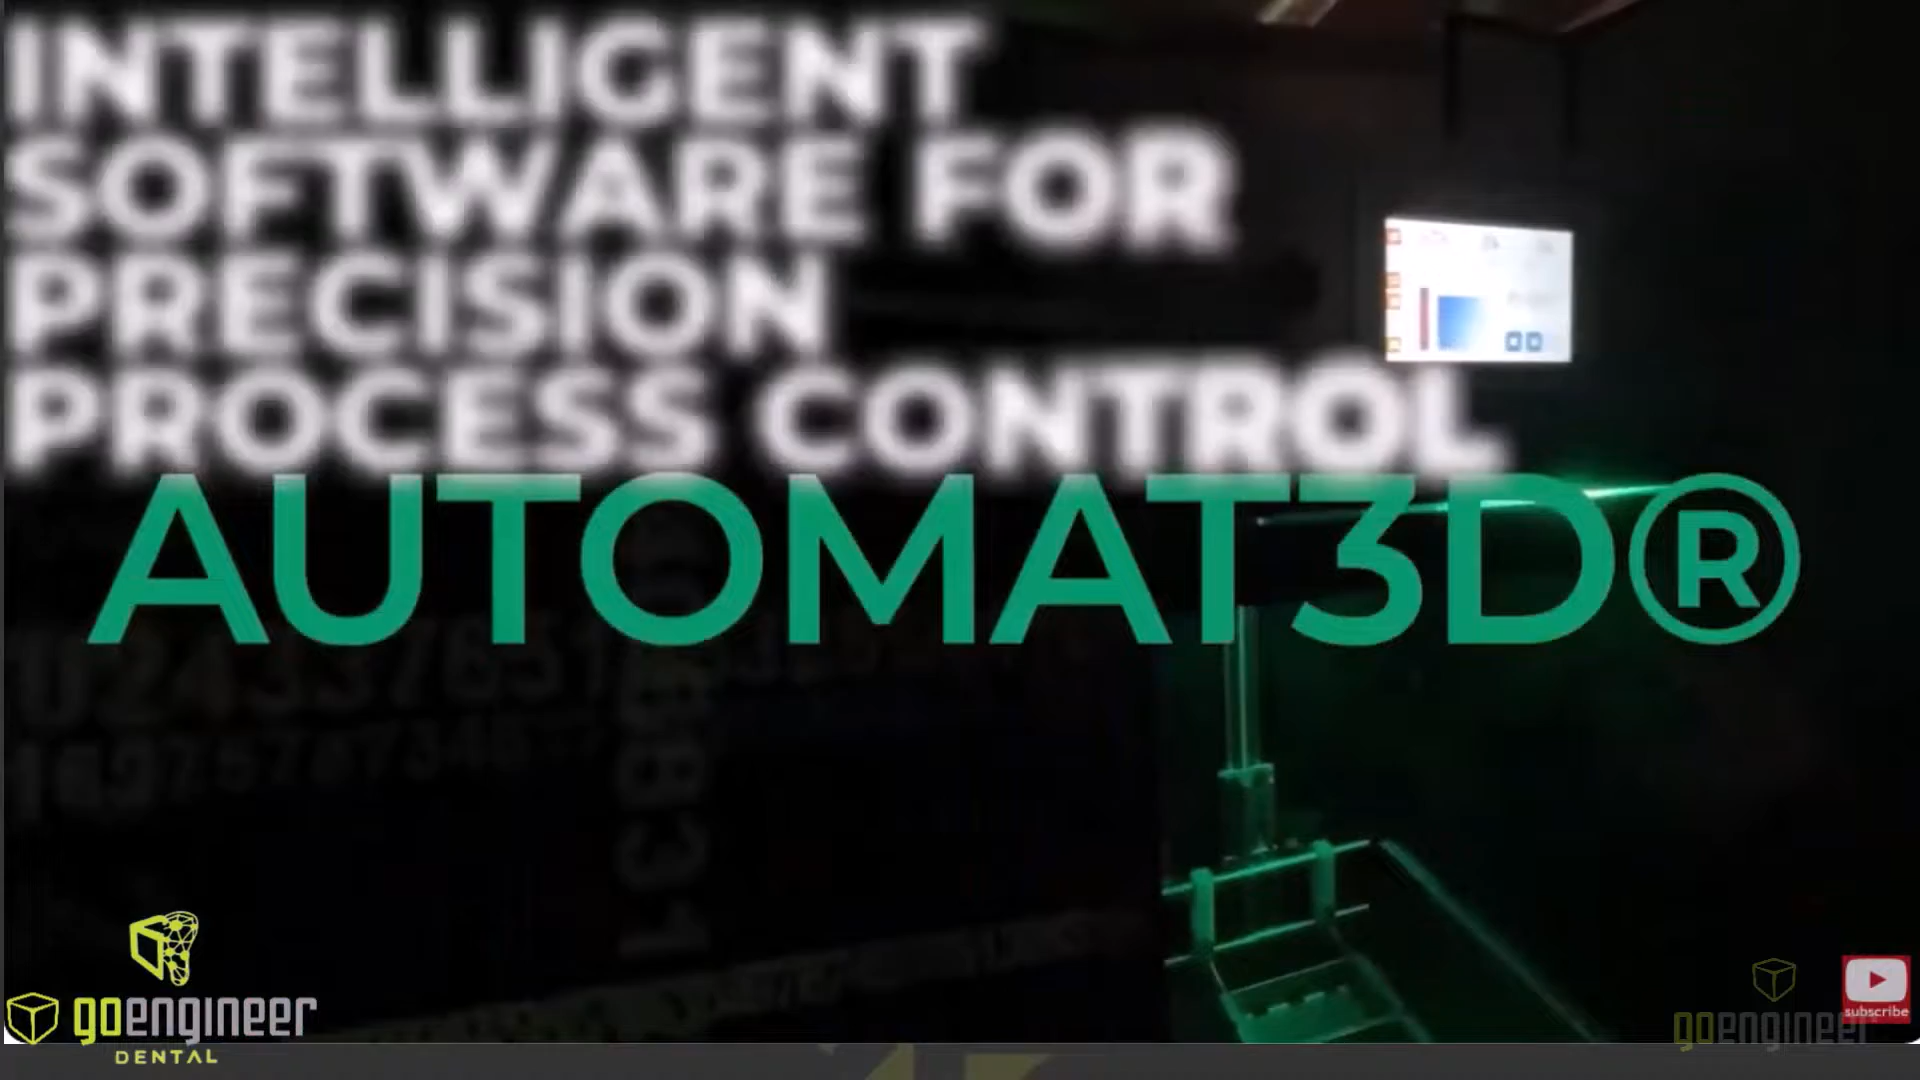 INTELLIGENT
SOFTWARE FOR
PRECISION
PROCESS CONTROL
AUTOMAT3D®
goengineer
DENTAL
goengineer
subscribe